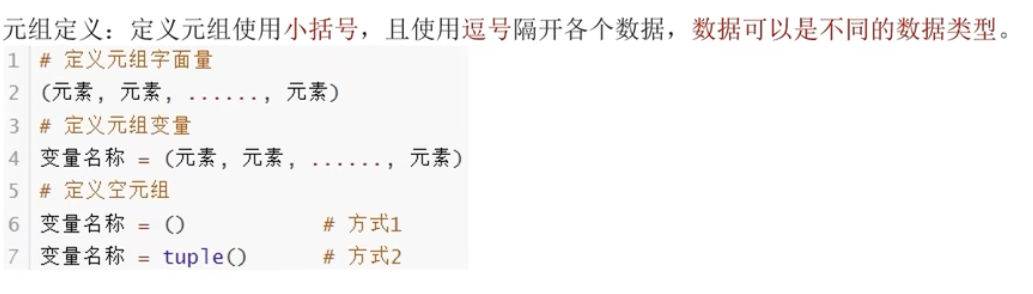 元组定义：定义元组使用小括号，且使用逗号隔开各个数据，数据可以是不同的数据类型。
1 # 定义元组字面量
2 (元素, 元素, ......, 元素)
3 # 定义元组变量
4 变量名称 = (元素, 元素, ......, 元素)
5 # 定义空元组
6 变量名称 = () # 方式1
7 变量名称 = tuple() # 方式2